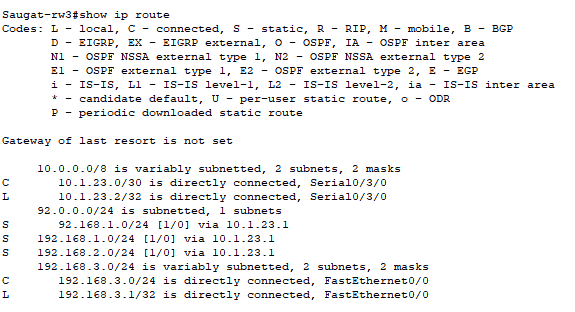 Saugat-rw3#show ip route
Codes: L - local, C - connected, S - static, R - RIP, M - mobile, B - BGP
D - EIGRP, EX - EIGRP external, O - OSPF, IA - OSPF inter area
N1 - OSPF NSSA external type 1, N2 - OSPF NSSA external type 2
E1 - OSPF external type 1, E2 - OSPF external type 2, E - EGP
i - IS-IS, L1 - IS-IS level-1, L2 - IS-IS level-2, ia - IS-IS inter area
* - candidate default, U - per-user static route, o - ODR
P - periodic downloaded static route
Gateway of last resort is not set
10.0.0.0/8 is variably subnetted, 2 subnets, 2 masks
C 10.1.23.0/30 is directly connected, Serial0/3/0
L 10.1.23.2/32 is directly connected, Serial0/3/0
92.0.0.0/24 is subnetted, 1 subnets
S 92.168.1.0/24 [1/0] via 10.1.23.1
S 192.168.1.0/24 [1/0] via 10.1.23.1
S 192.168.2.0/24 [1/0] via 10.1.23.1
192.168.3.0/24 is variably subnetted, 2 subnets, 2 masks
C 192.168.3.0/24 is directly connected, FastEthernet0/0
L 192.168.3.1/32 is directly connected, FastEthernet0/0